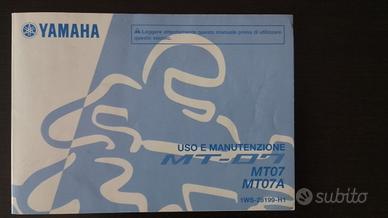 YAMAHA
⚠ Leggere attentamente questo manuale prima di utilizzare
questo veicolo.
USO E MANUTENZIONE
MT-07
MT07
MT07A
1WS-28199-H1
subito